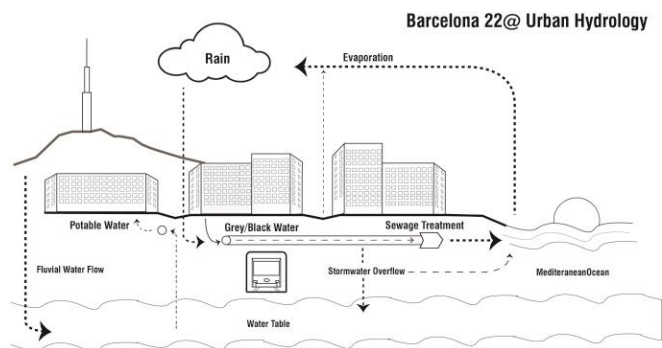 Barcelona 22@ Urban Hydrology
Rain
Evaporation
Potable Water
Grey/Black Water
Sewage Treatment
Fluvial Water Flow
Stormwater Overflow
MediteraneanOcean
Water Table